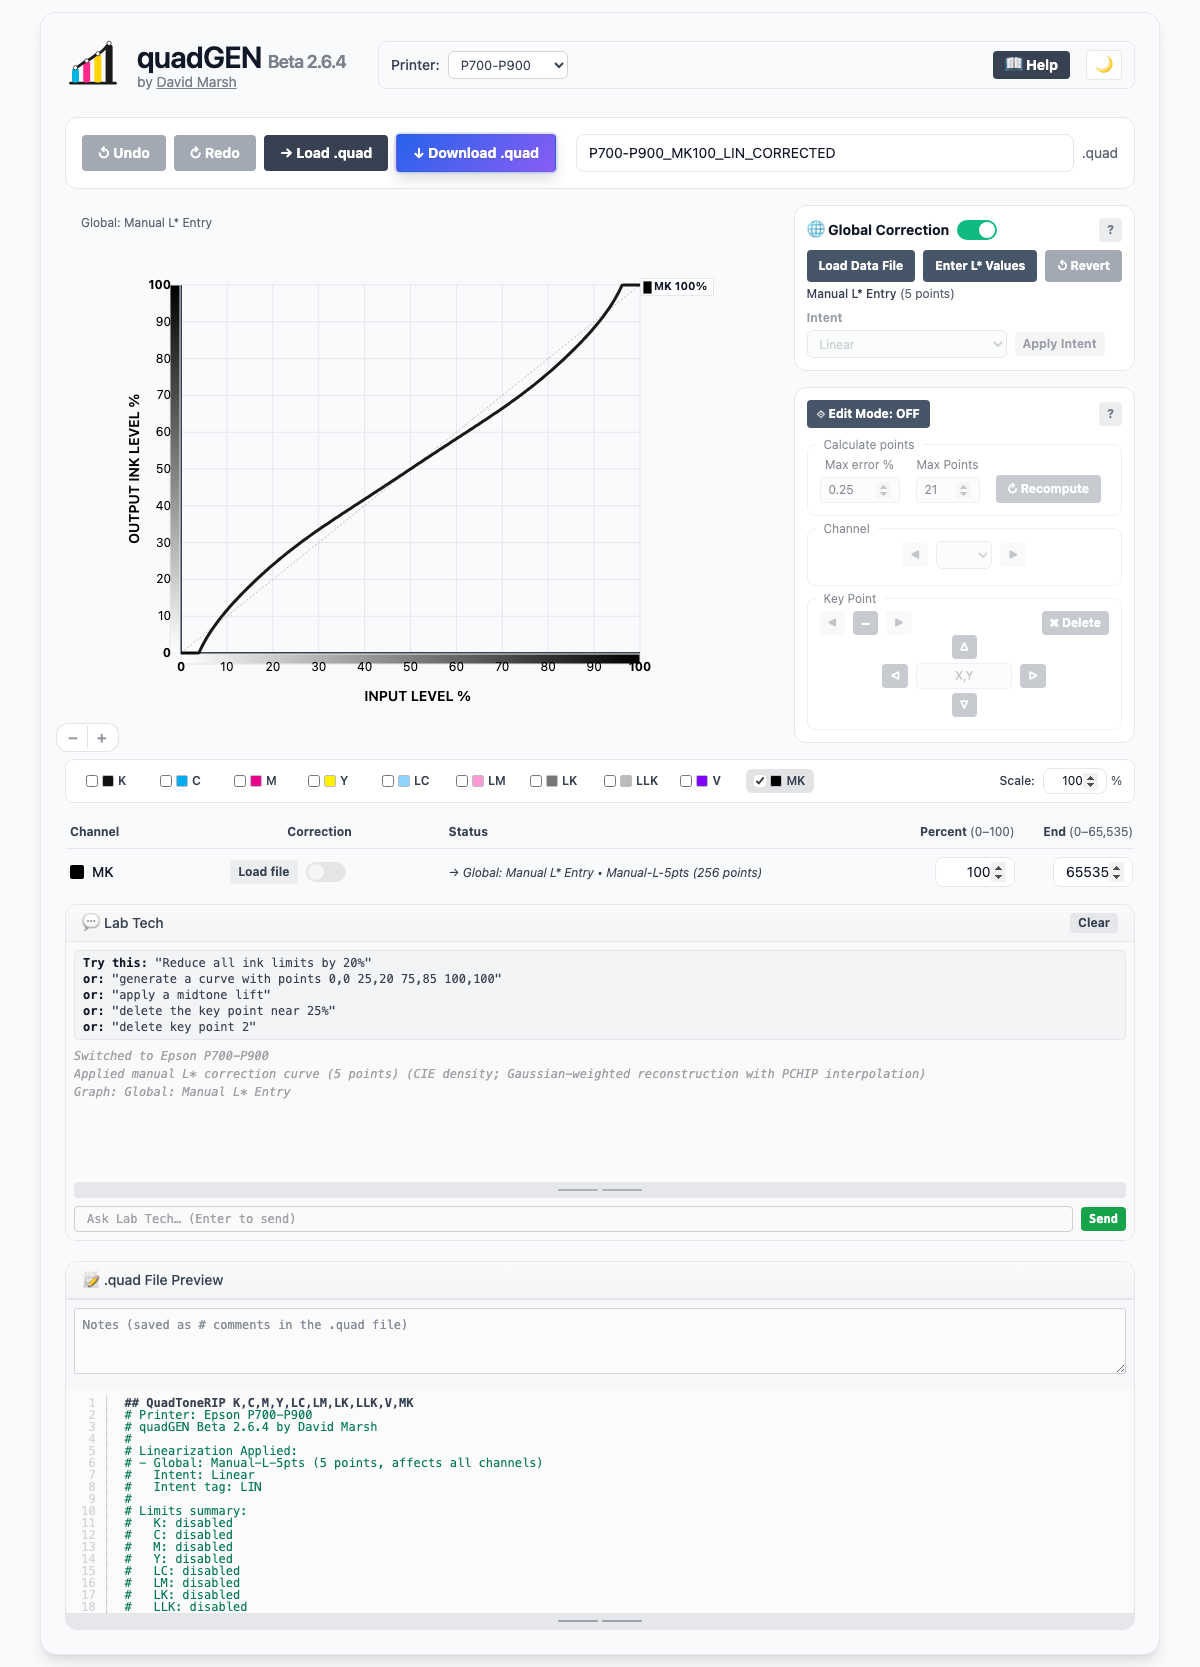 quadGEN Beta 2.6.4
by David Marsh
Printer: P700-P900
📖 Help
🌙
↺ Undo
↻ Redo
→ Load .quad
↓ Download .quad
P700-P900_MK100_LIN_CORRECTED .quad
Global: Manual L* Entry
MK 100%
OUTPUT INK LEVEL %
100
90
80
70
60
50
40
30
20
10
0
0 10 20 30 40 50 60 70 80 90 100
INPUT LEVEL %
− +
🌐 Global Correction ?
Load Data File
Enter L* Values
↺ Revert
Manual L* Entry (5 points)
Intent
Linear
Apply Intent
⟐ Edit Mode: OFF ?
Calculate points
Max error % Max Points
0.25 21 ↻ Recompute
Channel
◀ ▶
Key Point
◀ − ▶ ✖ Delete
X,Y
K C M Y LC LM LK LLK V MK
Scale: 100 %
Channel Correction Status Percent (0–100) End (0–65,535)
MK Load file → Global: Manual L* Entry • Manual-L-5pts (256 points) 100 65535
💬 Lab Tech Clear
Try this: "Reduce all ink limits by 20%"
or: "generate a curve with points 0,0 25,20 75,85 100,100"
or: "apply a midtone lift"
or: "delete the key point near 25%"
or: "delete key point 2"
Switched to Epson P700-P900
Applied manual L* correction curve (5 points) (CIE density; Gaussian-weighted reconstruction with PCHIP interpolation)
Graph: Global: Manual L* Entry
Ask Lab Tech… (Enter to send) Send
📝 .quad File Preview
Notes (saved as # comments in the .quad file)
1 ## QuadToneRIP K,C,M,Y,LC,LM,LK,LLK,V,MK
2 # Printer: Epson P700-P900
3 # quadGEN Beta 2.6.4 by David Marsh
4 #
5 # Linearization Applied:
6 # - Global: Manual-L-5pts (5 points, affects all channels)
7 #   Intent: Linear
8 #   Intent tag: LIN
9 #
10 # Limits summary:
11 #   K: disabled
12 #   C: disabled
13 #   M: disabled
14 #   Y: disabled
15 #   LC: disabled
16 #   LM: disabled
17 #   LK: disabled
18 #   LLK: disabled